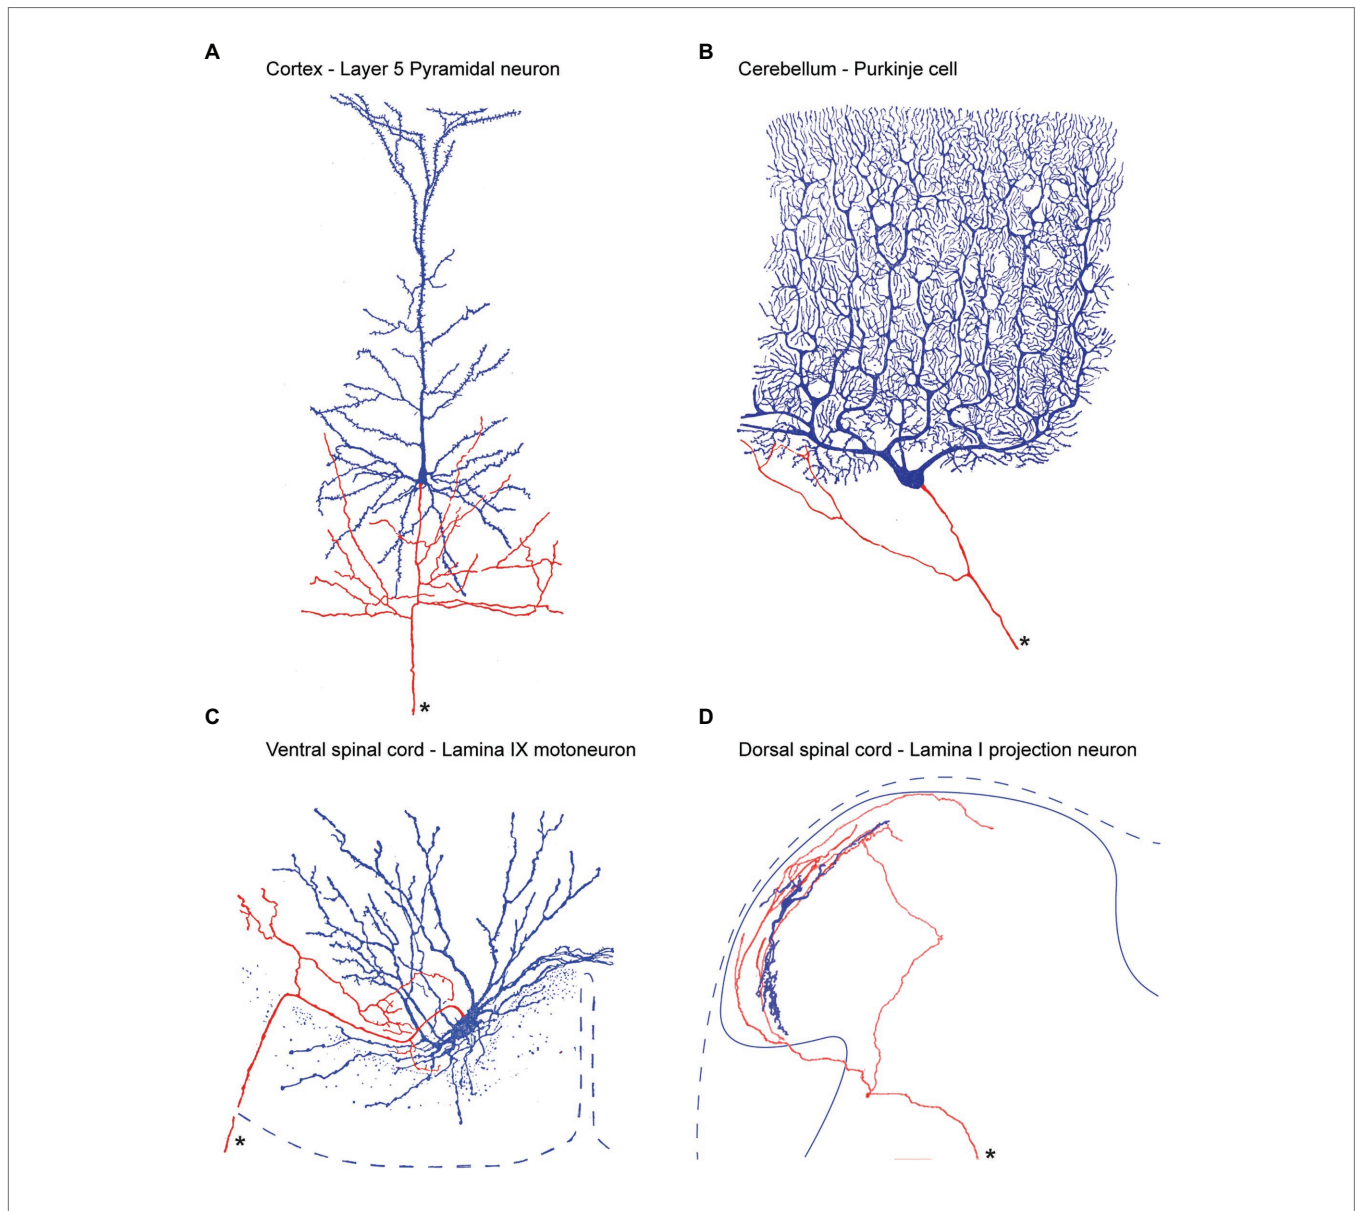 A
Cortex - Layer 5 Pyramidal neuron
B
Cerebellum - Purkinje cell
*
*
C
Ventral spinal cord - Lamina IX motoneuron
D
Dorsal spinal cord - Lamina I projection neuron
*
*